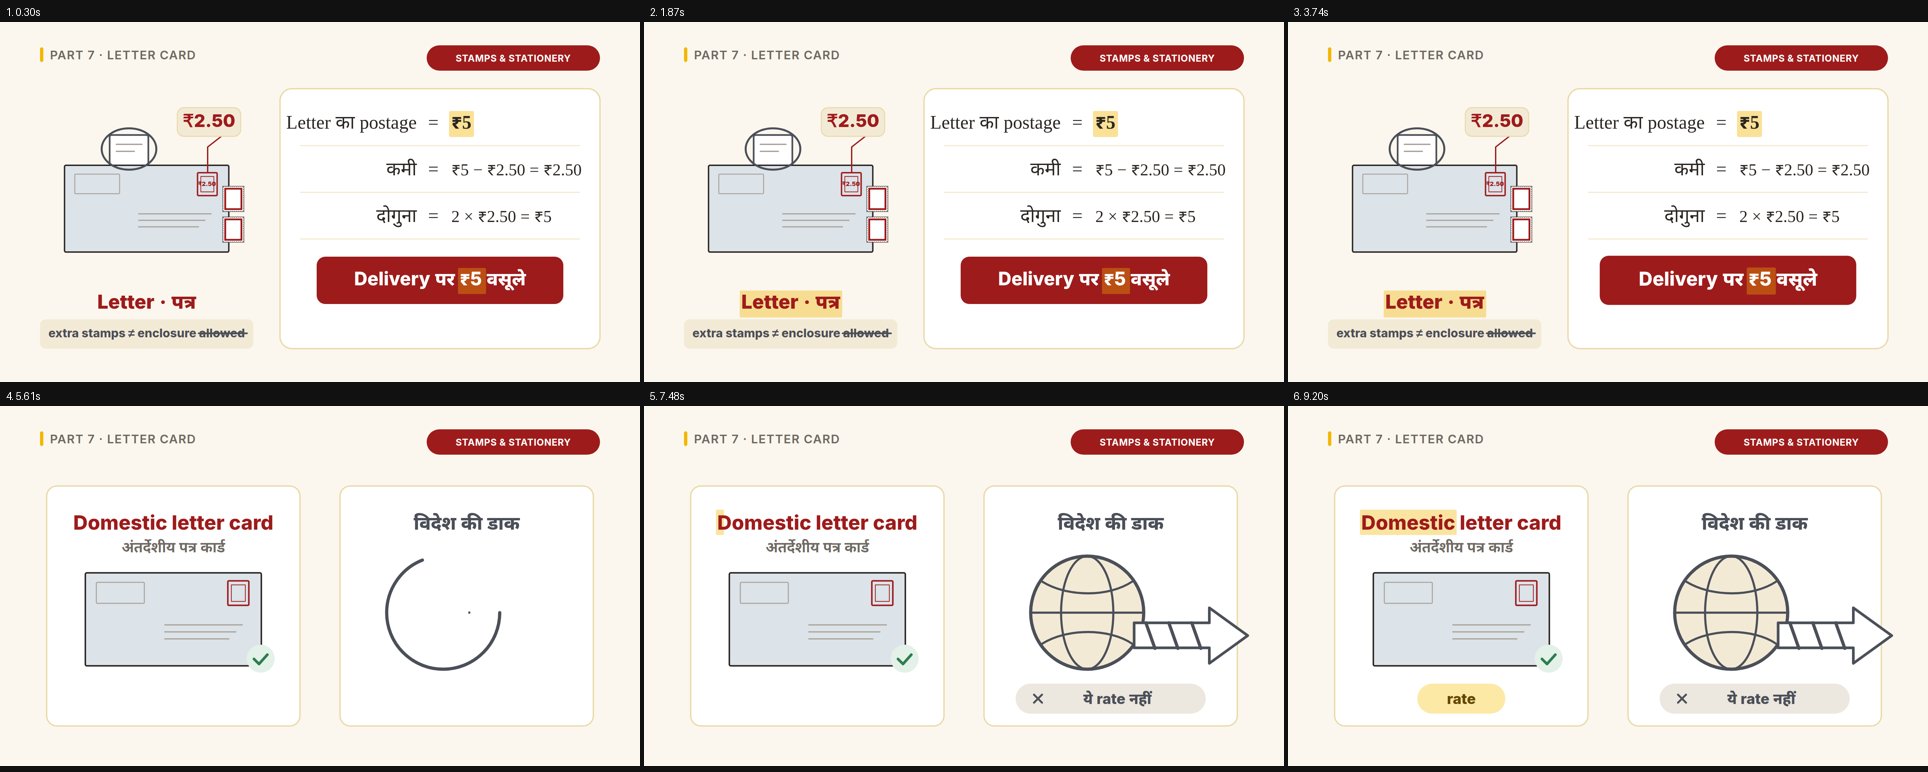 1. 0.30s
PART 7 · LETTER CARD
STAMPS & STATIONERY
₹2.50
₹2.50
Letter · पत्र
extra stamps ≠ enclosure allowed
Letter का postage = ₹5
कमी = ₹5 − ₹2.50 = ₹2.50
दोगुना = 2 × ₹2.50 = ₹5
Delivery पर ₹5 वसूले
2. 1.87s
PART 7 · LETTER CARD
STAMPS & STATIONERY
₹2.50
₹2.50
Letter · पत्र
extra stamps ≠ enclosure allowed
Letter का postage = ₹5
कमी = ₹5 − ₹2.50 = ₹2.50
दोगुना = 2 × ₹2.50 = ₹5
Delivery पर ₹5 वसूले
3. 3.74s
PART 7 · LETTER CARD
STAMPS & STATIONERY
₹2.50
₹2.50
Letter · पत्र
extra stamps ≠ enclosure allowed
Letter का postage = ₹5
कमी = ₹5 − ₹2.50 = ₹2.50
दोगुना = 2 × ₹2.50 = ₹5
Delivery पर ₹5 वसूले
4. 5.61s
PART 7 · LETTER CARD
STAMPS & STATIONERY
Domestic letter card
अंतर्देशीय पत्र कार्ड
विदेश की डाक
5. 7.48s
PART 7 · LETTER CARD
STAMPS & STATIONERY
Domestic letter card
अंतर्देशीय पत्र कार्ड
विदेश की डाक
✕ ये rate नहीं
6. 9.20s
PART 7 · LETTER CARD
STAMPS & STATIONERY
Domestic letter card
अंतर्देशीय पत्र कार्ड
rate
विदेश की डाक
✕ ये rate नहीं